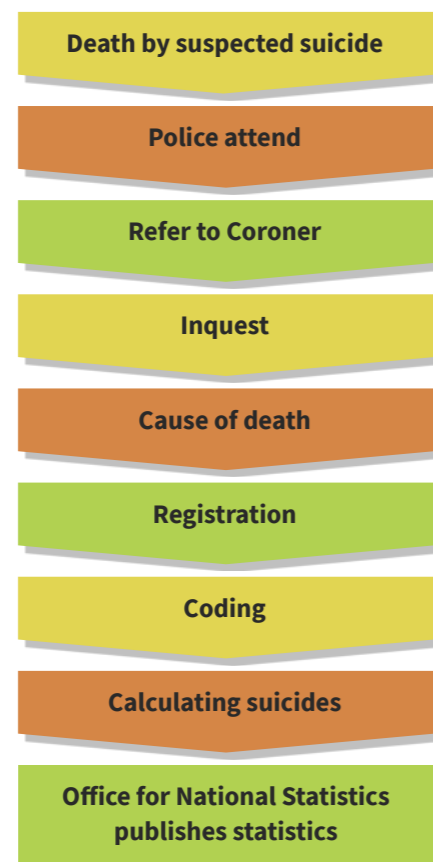 Death by suspected suicide
Police attend
Refer to Coroner
Inquest
Cause of death
Registration
Coding
Calculating suicides
Office for National Statistics
publishes statistics